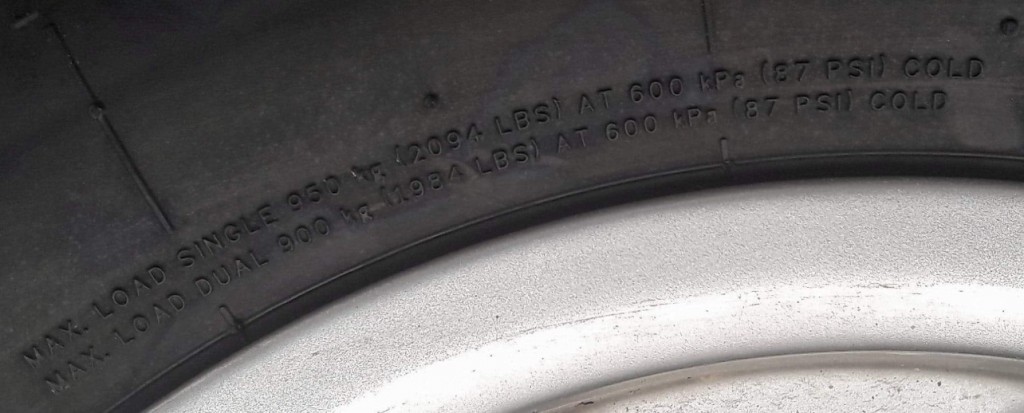 MAX. LOAD SINGLE 950 kg (2094 LBS) AT 600 kPa (87 PSI) COLD
MAX. LOAD DUAL 900 kg (1984 LBS) AT 600 kPa (87 PSI) COLD